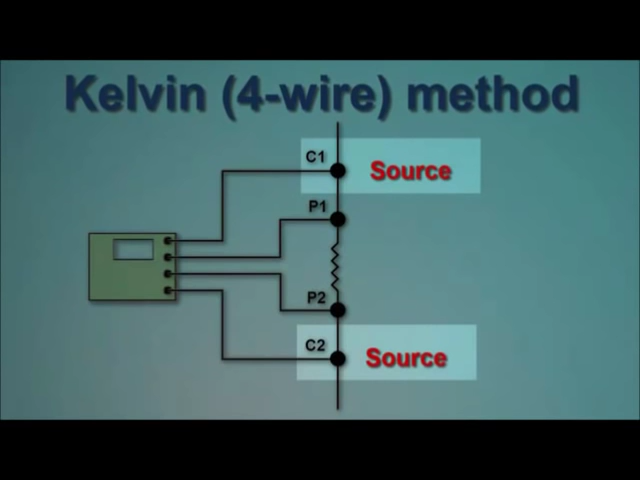 Kelvin (4-wire) method
C1
Source
P1
P2
C2
Source